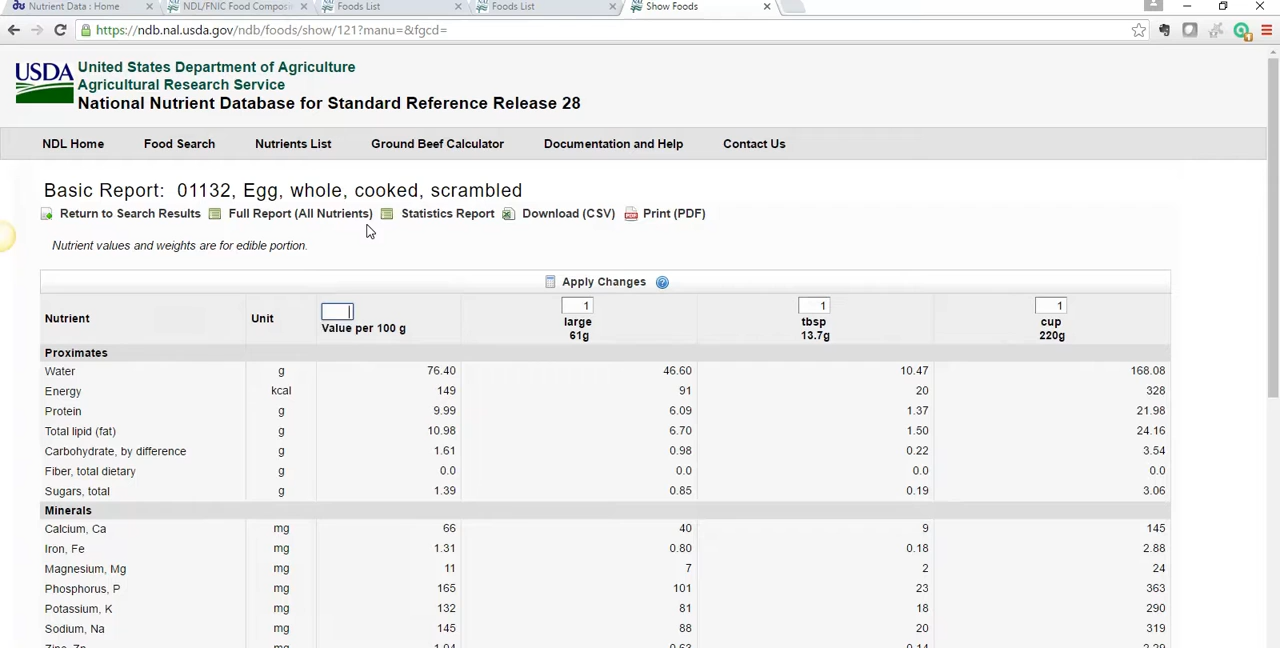 Nutrient Data : Home
NDL/FNIC Food Compos
Foods List
Foods List
Show Foods
https://ndb.nal.usda.gov/ndb/foods/show/121?manu=&fgcd=
USDA
United States Department of Agriculture
Agricultural Research Service
National Nutrient Database for Standard Reference Release 28
NDL Home Food Search Nutrients List Ground Beef Calculator Documentation and Help Contact Us
Basic Report: 01132, Egg, whole, cooked, scrambled
Return to Search Results Full Report (All Nutrients) Statistics Report Download (CSV) Print (PDF)
Nutrient values and weights are for edible portion.
Apply Changes
Nutrient Unit Value per 100 g 1 large 61g 1 tbsp 13.7g 1 cup 220g
Proximates
Water g 76.40 46.60 10.47 168.08
Energy kcal 149 91 20 328
Protein g 9.99 6.09 1.37 21.98
Total lipid (fat) g 10.98 6.70 1.50 24.16
Carbohydrate, by difference g 1.61 0.98 0.22 3.54
Fiber, total dietary g 0.0 0.0 0.0 0.0
Sugars, total g 1.39 0.85 0.19 3.06
Minerals
Calcium, Ca mg 66 40 9 145
Iron, Fe mg 1.31 0.80 0.18 2.88
Magnesium, Mg mg 11 7 2 24
Phosphorus, P mg 165 101 23 363
Potassium, K mg 132 81 18 290
Sodium, Na mg 145 88 20 319